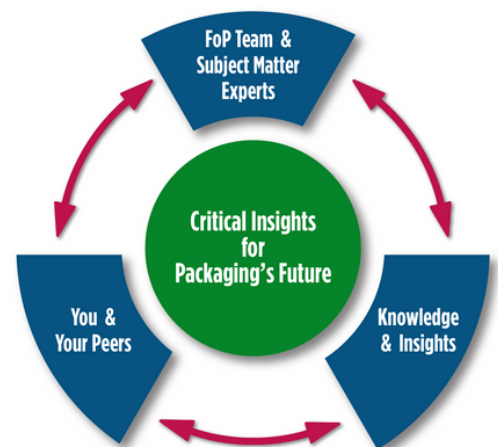 FoP Team &
Subject Matter
Experts
Critical Insights
for
Packaging's Future
You &
Your Peers
Knowledge
& Insights